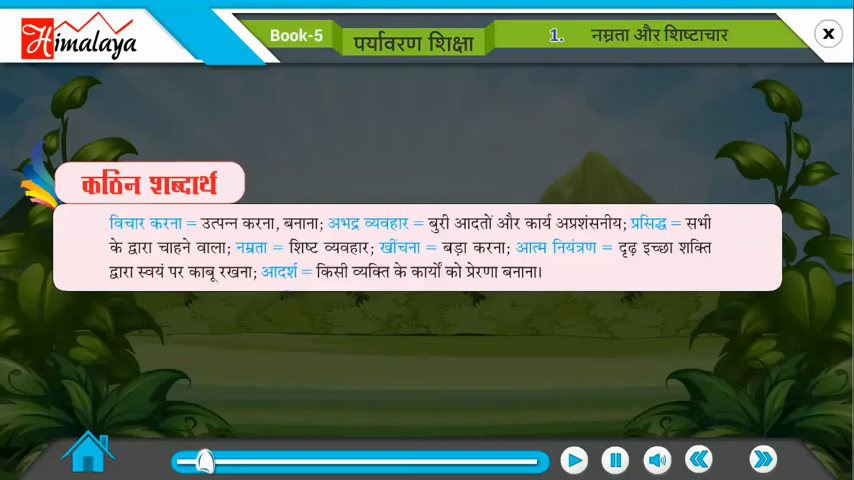 Himalaya
Book-5
पर्यावरण शिक्षा
1. नम्रता और शिष्टाचार
X
कठिन शब्दार्थ
विचार करना = उत्पन्न करना, बनाना; अभद्र व्यवहार = बुरी आदतों और कार्य अप्रशंसनीय; प्रसिद्ध = सभी
के द्वारा चाहने वाला; नम्रता = शिष्ट व्यवहार; खींचना = बड़ा करना; आत्म नियंत्रण = दृढ़ इच्छा शक्ति
द्वारा स्वयं पर काबू रखना; आदर्श = किसी व्यक्ति के कार्यों को प्रेरणा बनाना।